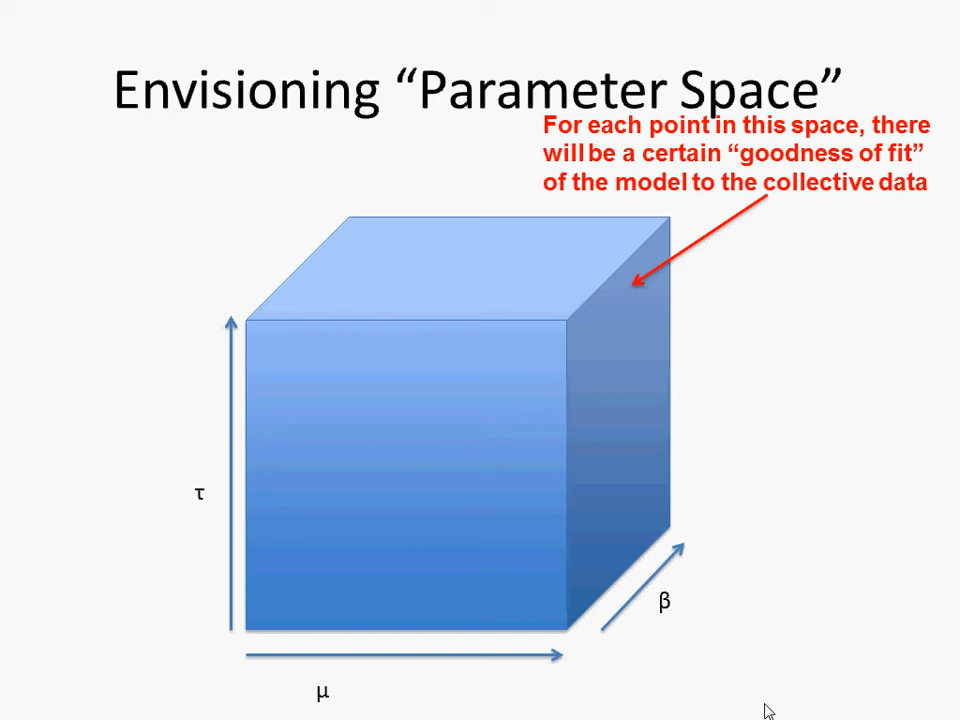 Envisioning “Parameter Space”
For each point in this space, there
will be a certain “goodness of fit”
of the model to the collective data
τ
β
μ